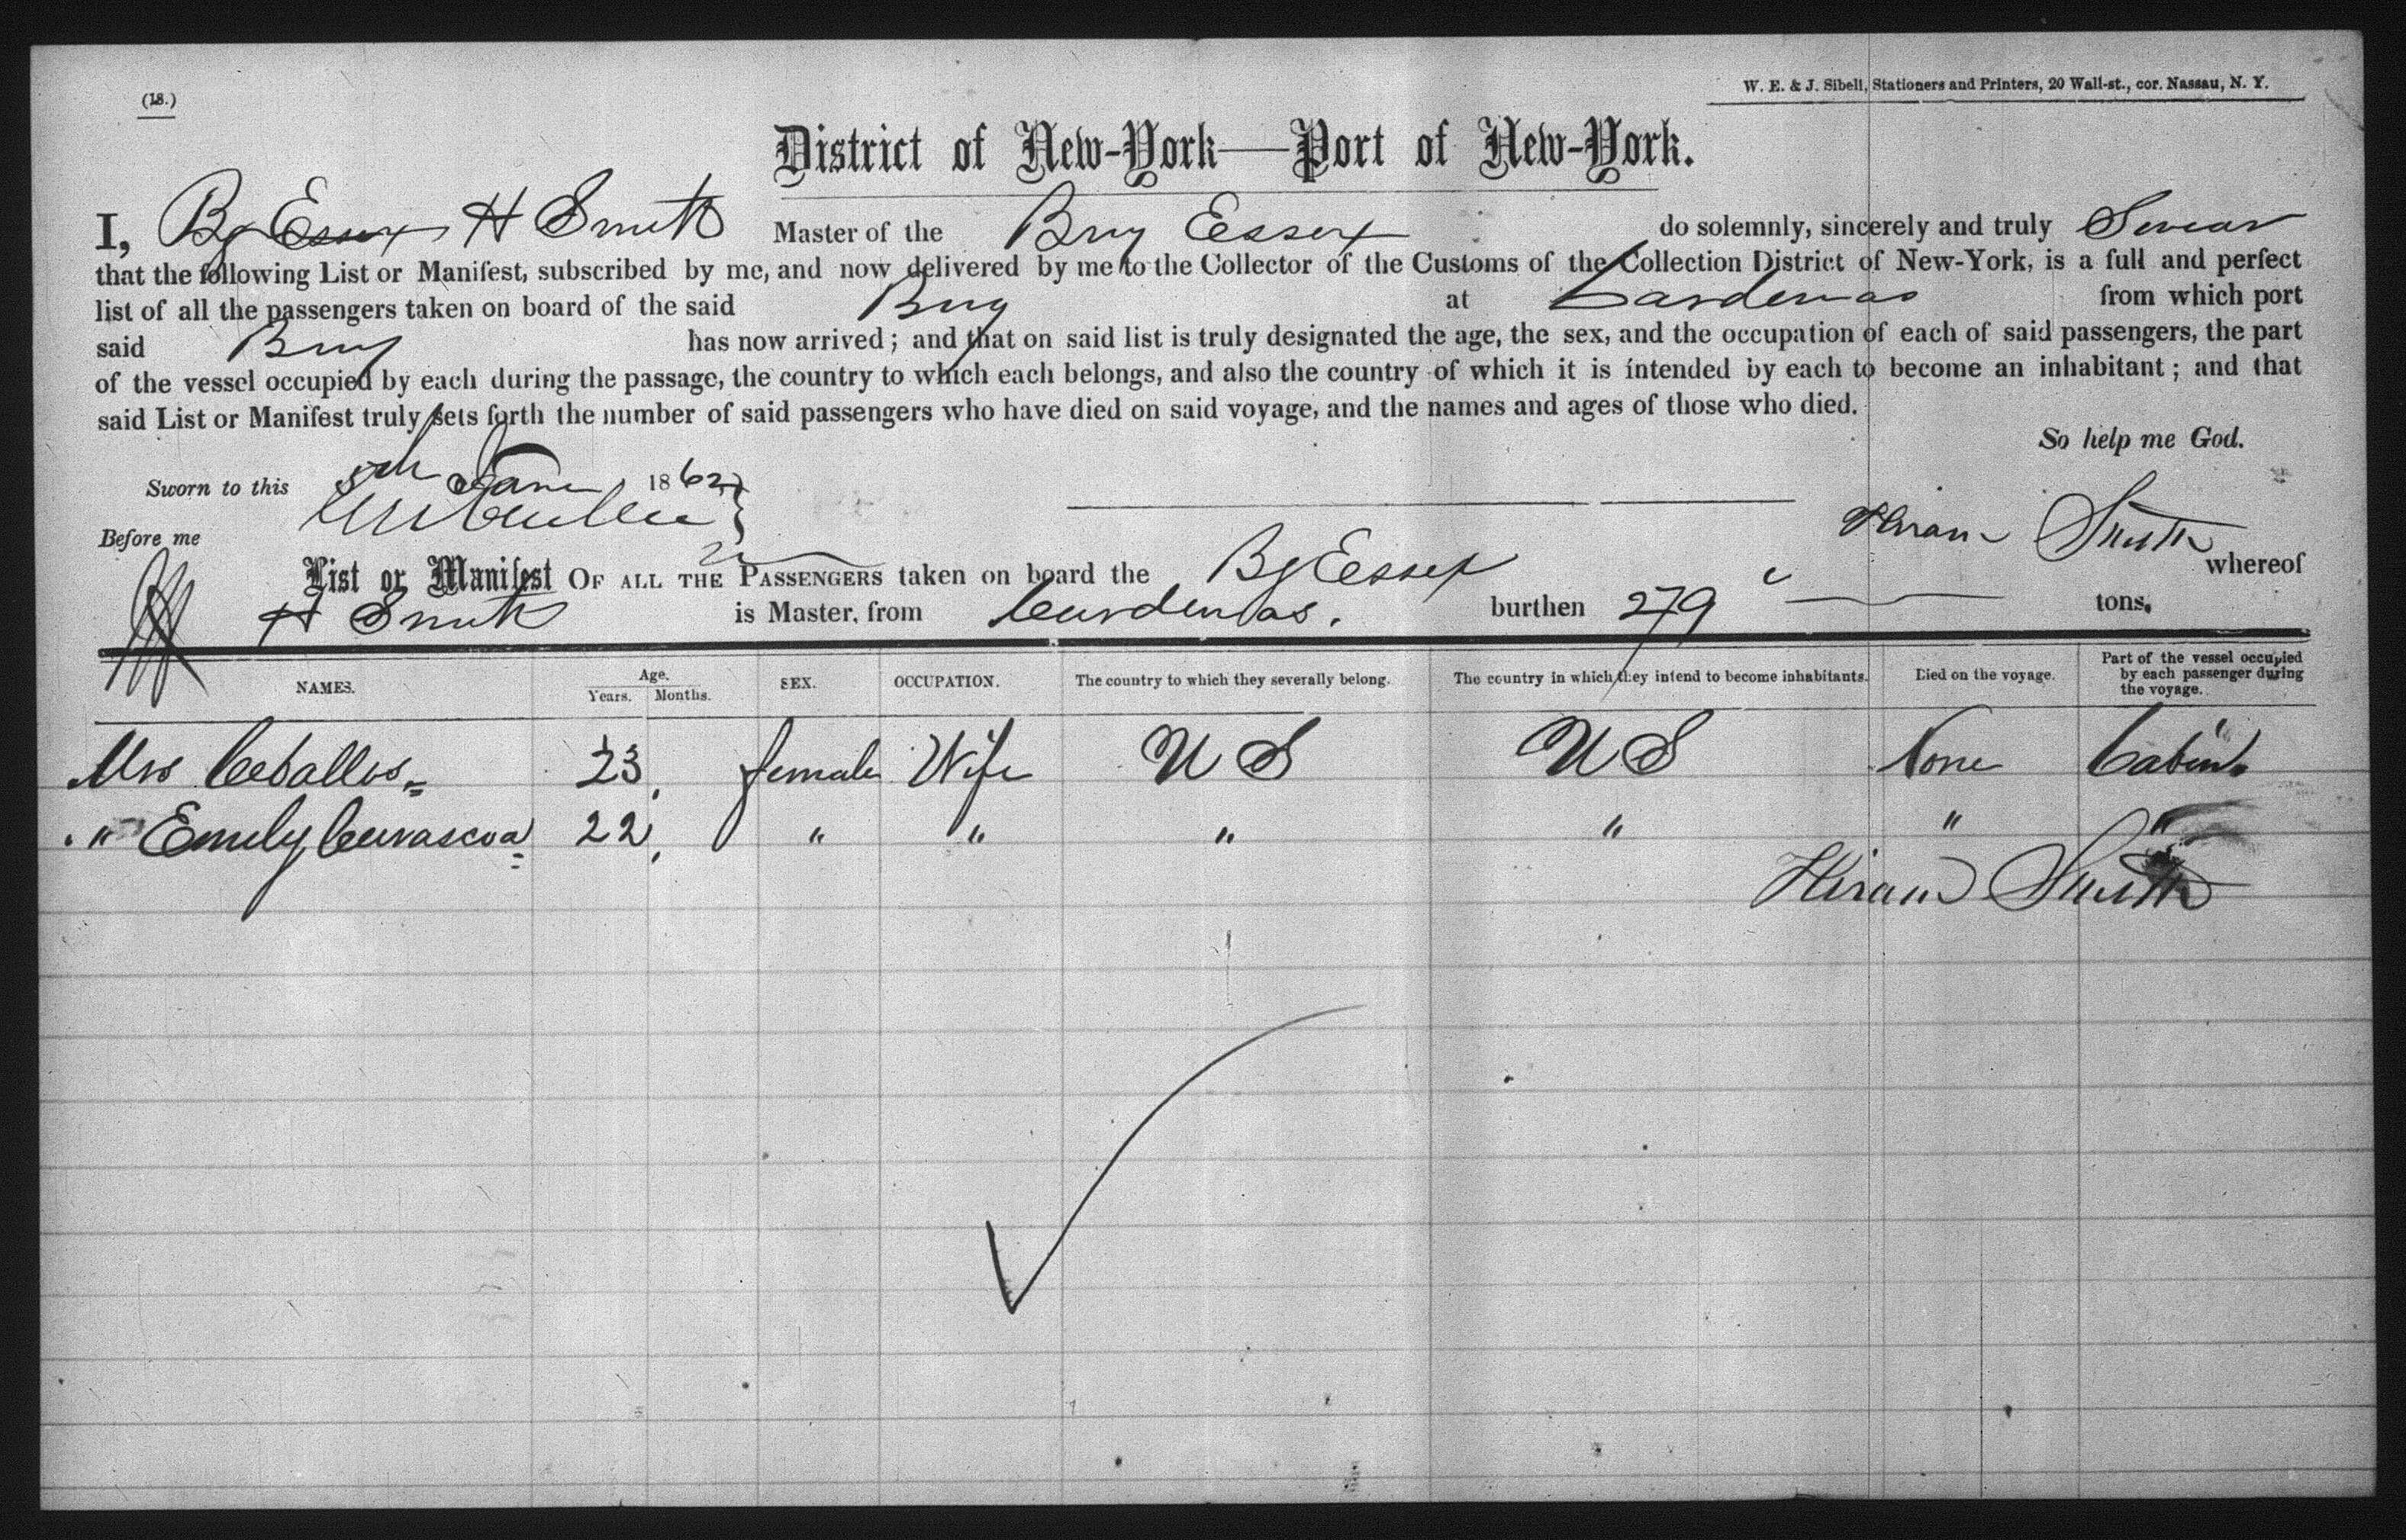 (18.)
W. E. & J. Sibell, Stationers and Printers, 20 Wall-st., cor. Nassau, N. Y.
District of New-York—Port of New-York.
I, Bg Essex H Smith Master of the Brig Essex do solemnly, sincerely and truly Swear
that the following List or Manifest, subscribed by me, and now delivered by me to the Collector of the Customs of the Collection District of New-York, is a full and perfect
list of all the passengers taken on board of the said Brig at Cardenas from which port
said Brig has now arrived ; and that on said list is truly designated the age, the sex, and the occupation of each of said passengers, the part
of the vessel occupied by each during the passage, the country to which each belongs, and also the country of which it is intended by each to become an inhabitant ; and that
said List or Manifest truly sets forth the number of said passengers who have died on said voyage, and the names and ages of those who died.
So help me God.
Sworn to this 1862
Before me
Hiram Smith
List or Manifest OF ALL THE PASSENGERS taken on board the Bg Essex whereof
H Smith is Master, from Cardenas. burthen 279 tons.
NAMES. Age. Years. Months. SEX. OCCUPATION. The country to which they severally belong. The country in which they intend to become inhabitants. Died on the voyage. Part of the vessel occupied by each passenger during the voyage.
Mrs Ceballos 23 female Wife U S U S None Cabin
" Emily 22 " " " " " "
Hiram Smith